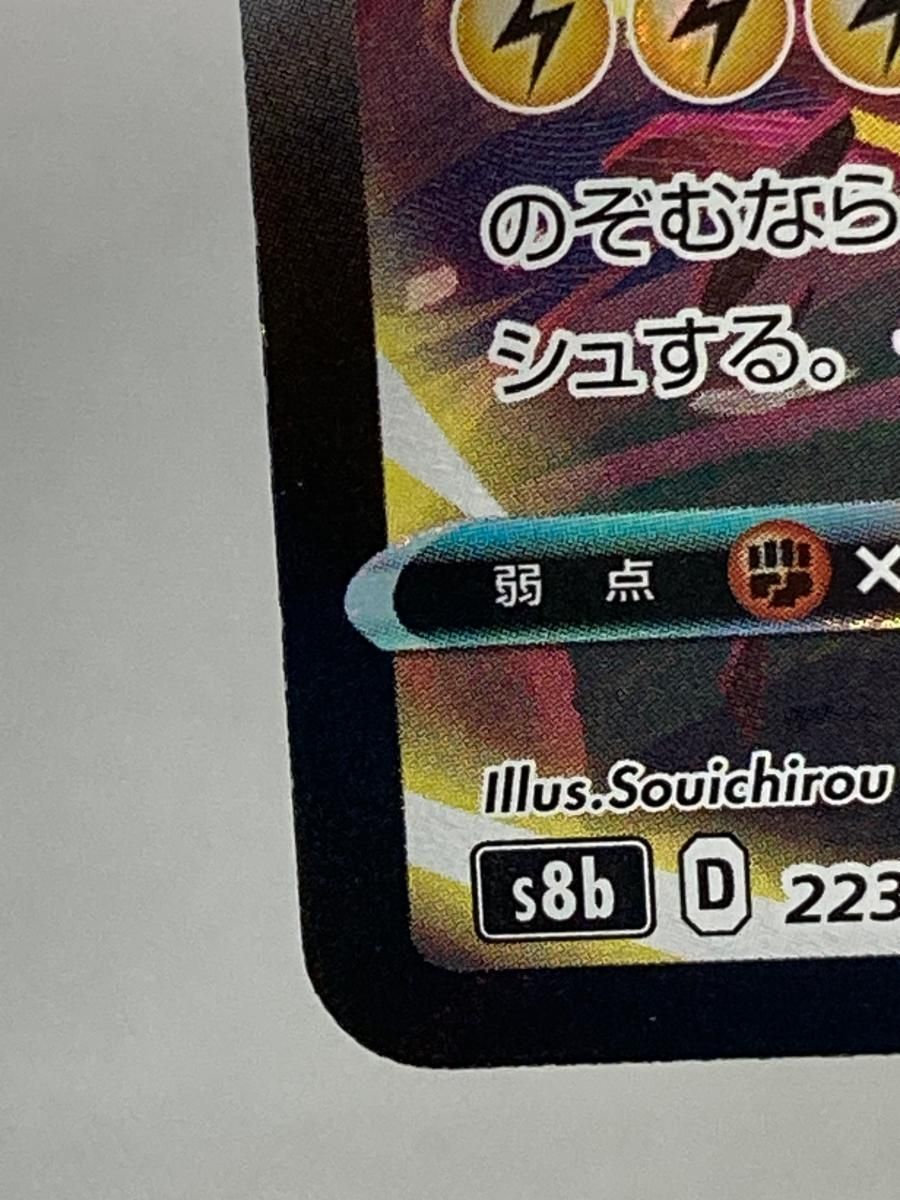 のぞむなら
シュする。
弱 点 ×
Illus.Souichirou
s8b D 223